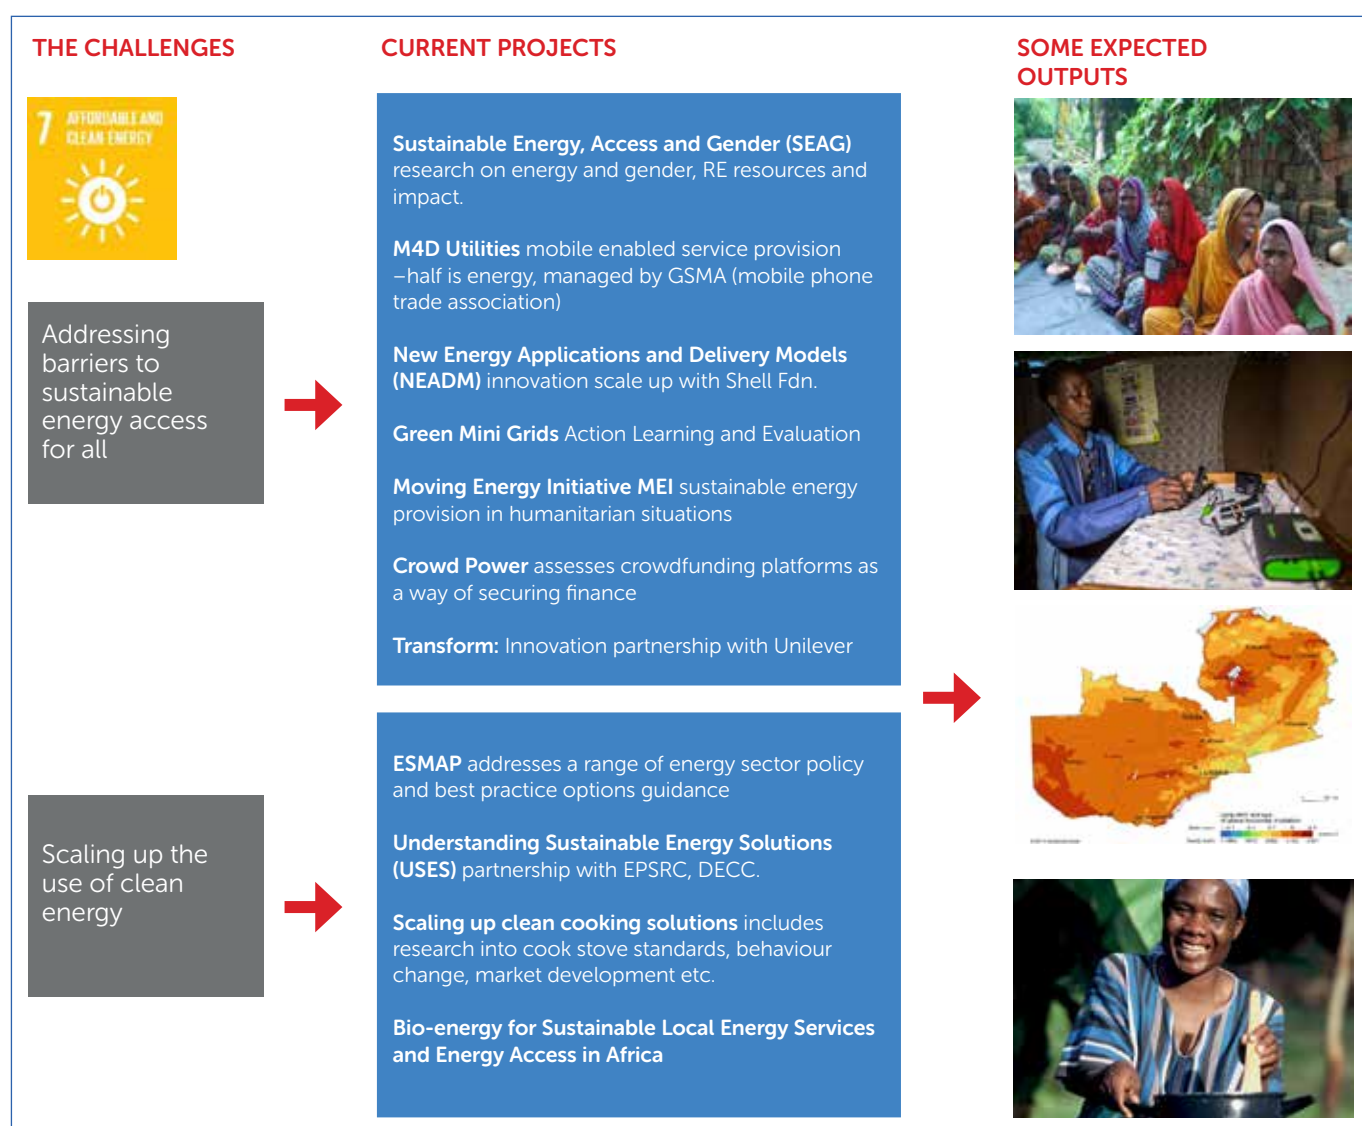 THE CHALLENGES
CURRENT PROJECTS
SOME EXPECTED
OUTPUTS
7 AFFORDABLE AND
CLEAN ENERGY
Addressing
barriers to
sustainable
energy access
for all
Sustainable Energy, Access and Gender (SEAG)
research on energy and gender, RE resources and
impact.
M4D Utilities mobile enabled service provision
–half is energy, managed by GSMA (mobile phone
trade association)
New Energy Applications and Delivery Models
(NEADM) innovation scale up with Shell Fdn.
Green Mini Grids Action Learning and Evaluation
Moving Energy Initiative MEI sustainable energy
provision in humanitarian situations
Crowd Power assesses crowdfunding platforms as
a way of securing finance
Transform: Innovation partnership with Unilever
Scaling up the
use of clean
energy
ESMAP addresses a range of energy sector policy
and best practice options guidance
Understanding Sustainable Energy Solutions
(USES) partnership with EPSRC, DECC.
Scaling up clean cooking solutions includes
research into cook stove standards, behaviour
change, market development etc.
Bio-energy for Sustainable Local Energy Services
and Energy Access in Africa